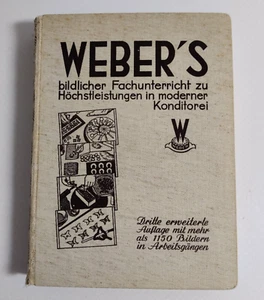 WEBER'S
bildlicher Fachunterricht zu
Höchstleistungen in moderner
Konditorei
W
Dritte erweiterte
Auflage mit mehr
als 1150 Bildern
in Arbeitsgängen